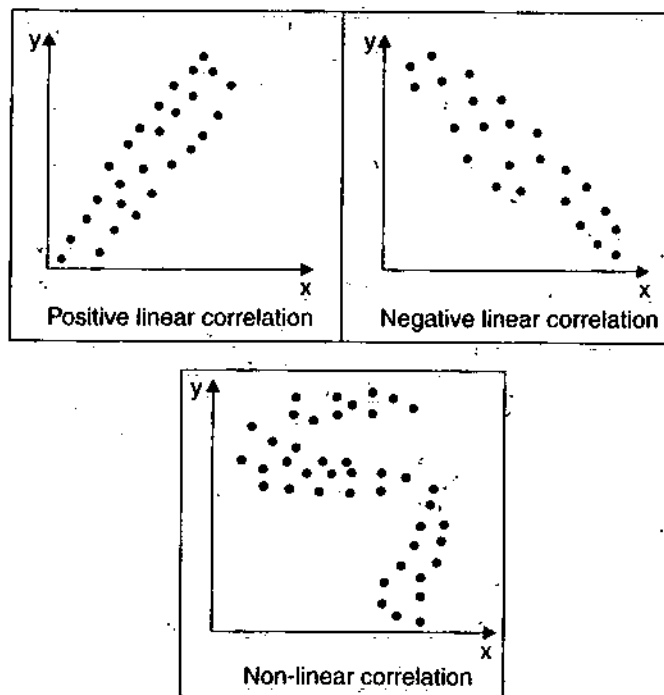 y
x
Positive linear correlation
y
x
Negative linear correlation
y
x
Non-linear correlation